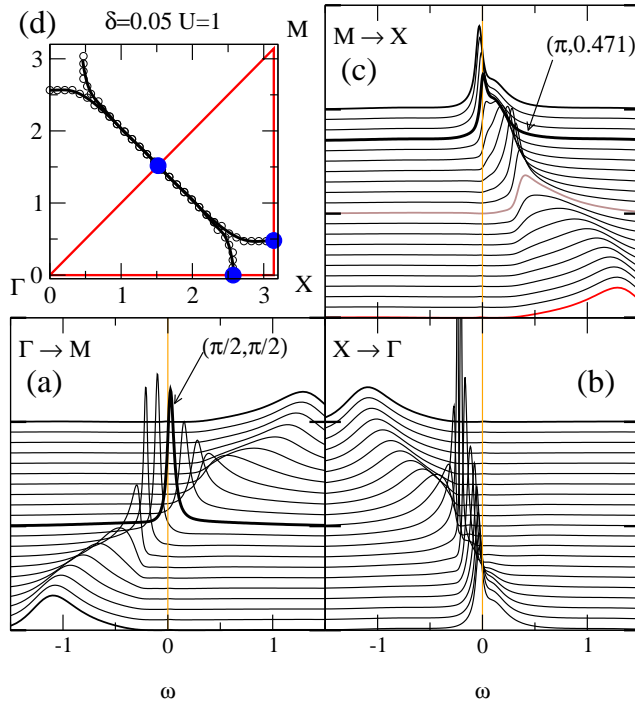 (d) δ=0.05 U=1 M
3
2
1
0
Γ 0 1 2 3 X
M → X
(c)
(π,0.471)
Γ → M
(π/2,π/2)
(a)
X → Γ
(b)
-1 0 1
-1 0 1
ω
ω